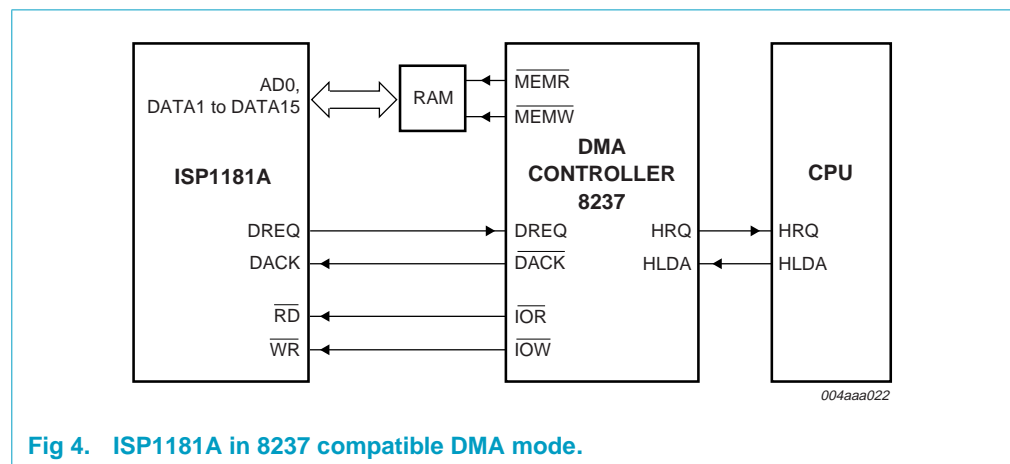 AD0,
DATA1 to DATA15
RAM
MEMR
MEMW
ISP1181A
DMA
CONTROLLER
8237
CPU
DREQ
DREQ
HRQ
HRQ
DACK
DACK
HLDA
HLDA
RD
IOR
WR
IOW
004aaa022
Fig 4. ISP1181A in 8237 compatible DMA mode.